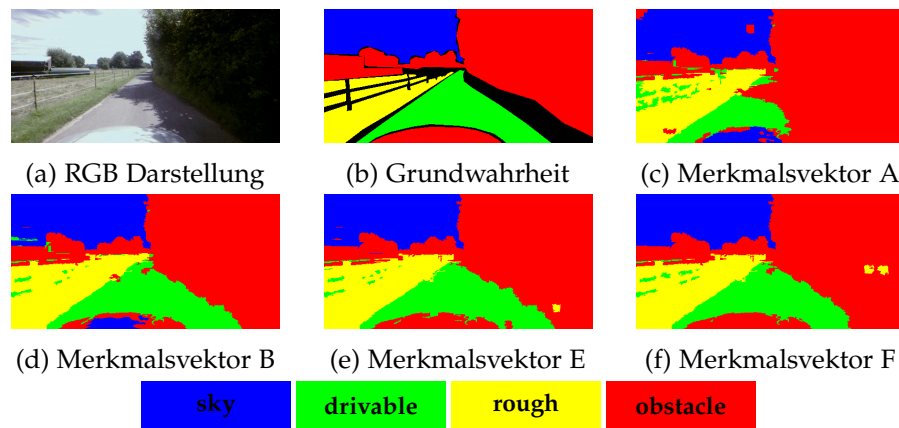 (a) RGB Darstellung
(b) Grundwahrheit
(c) Merkmalsvektor A
(d) Merkmalsvektor B
(e) Merkmalsvektor E
(f) Merkmalsvektor F
sky
drivable
rough
obstacle